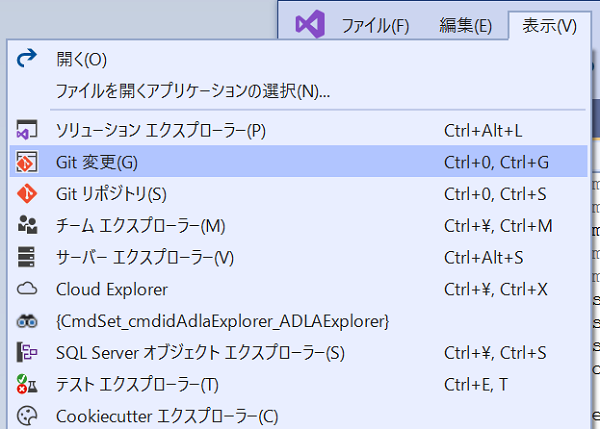 ファイル(F) 編集(E) 表示(V)
開く(O)
ファイルを開くアプリケーションの選択(N)...
ソリューション エクスプローラー(P) Ctrl+Alt+L
Git 変更(G) Ctrl+0, Ctrl+G
Git リポジトリ(S) Ctrl+0, Ctrl+S
チーム エクスプローラー(M) Ctrl+¥, Ctrl+M
サーバー エクスプローラー(V) Ctrl+Alt+S
Cloud Explorer Ctrl+¥, Ctrl+X
{CmdSet_cmdidAdlaExplorer_ADLAExplorer}
SQL Server オブジェクト エクスプローラー(S) Ctrl+¥, Ctrl+S
テスト エクスプローラー(T) Ctrl+E, T
Cookiecutter エクスプローラー(C)